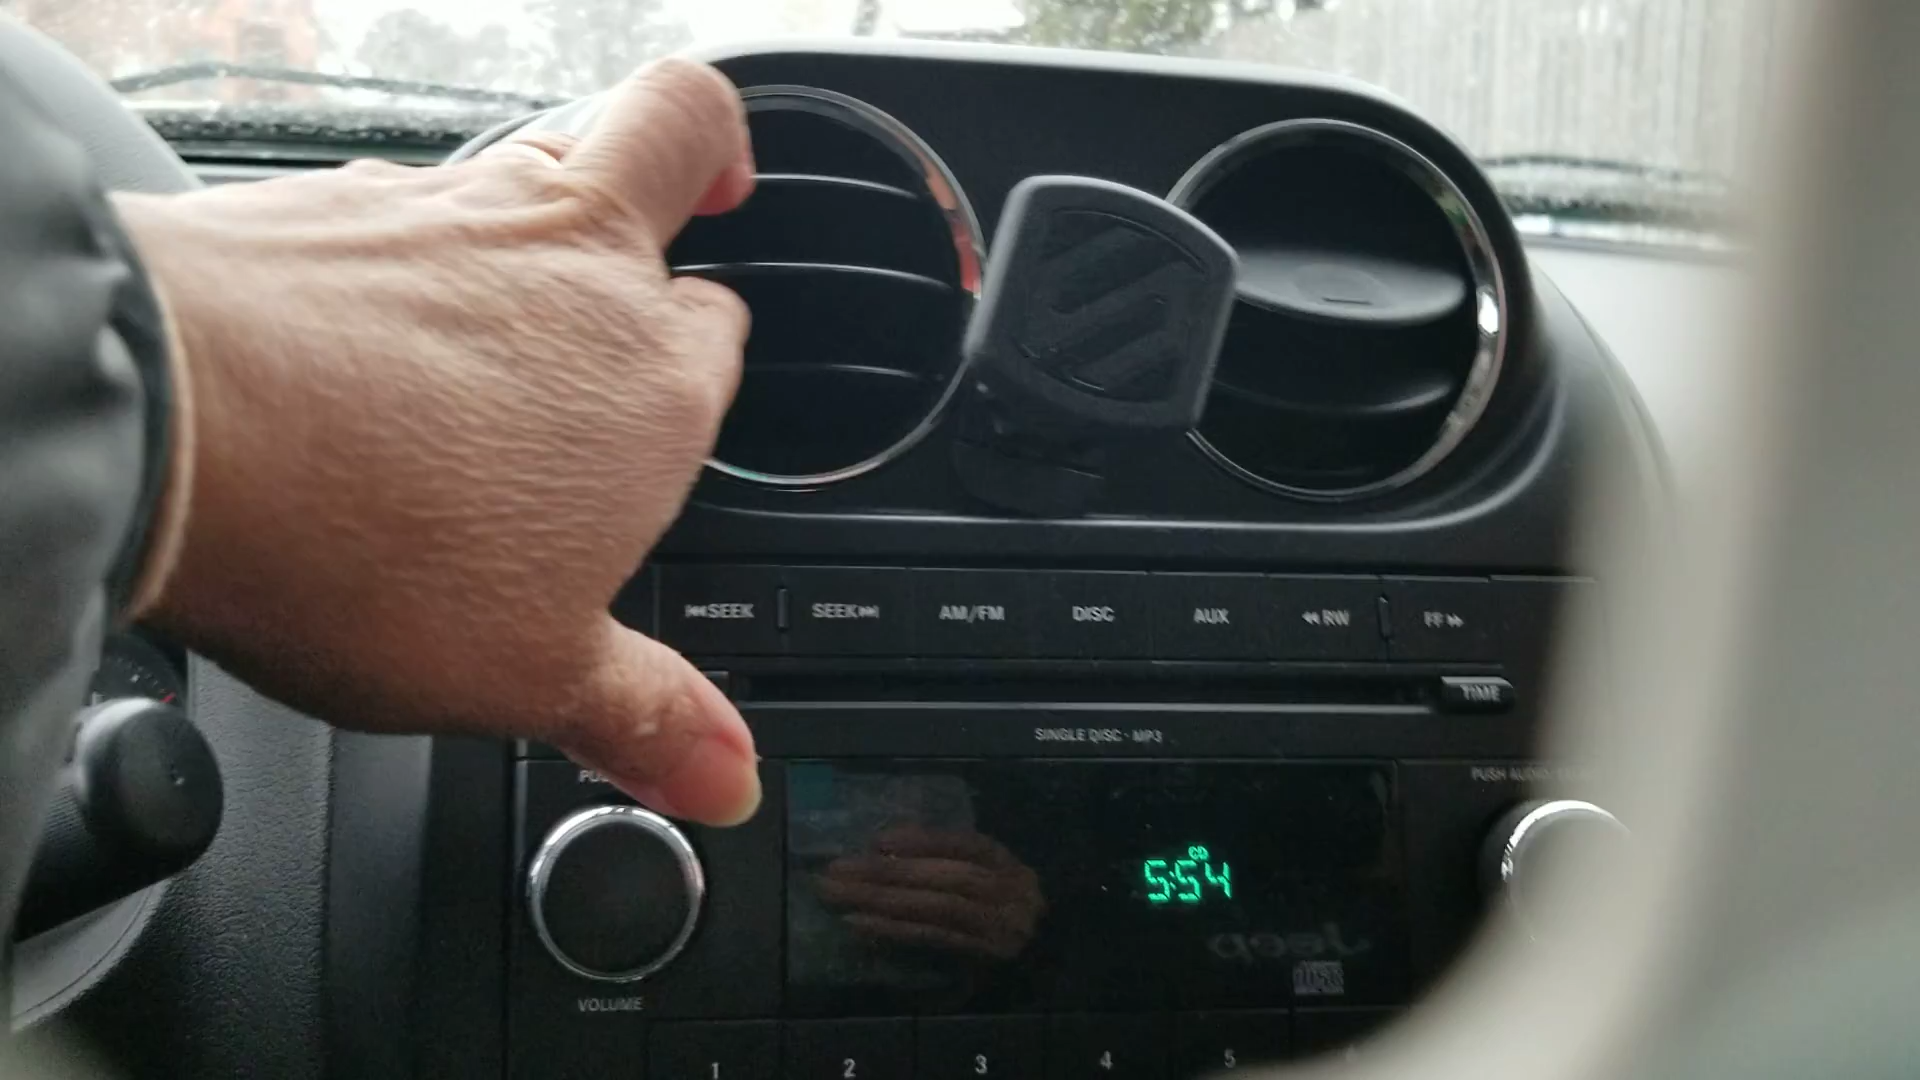 ⏮SEEK SEEK⏭ AM/FM DISC AUX ◀◀ RW FF ▶▶
TIME
SINGLE DISC · MP3
PUSH AUDIO
CD
5:54
Jeep
VOLUME
1 2 3 4 5